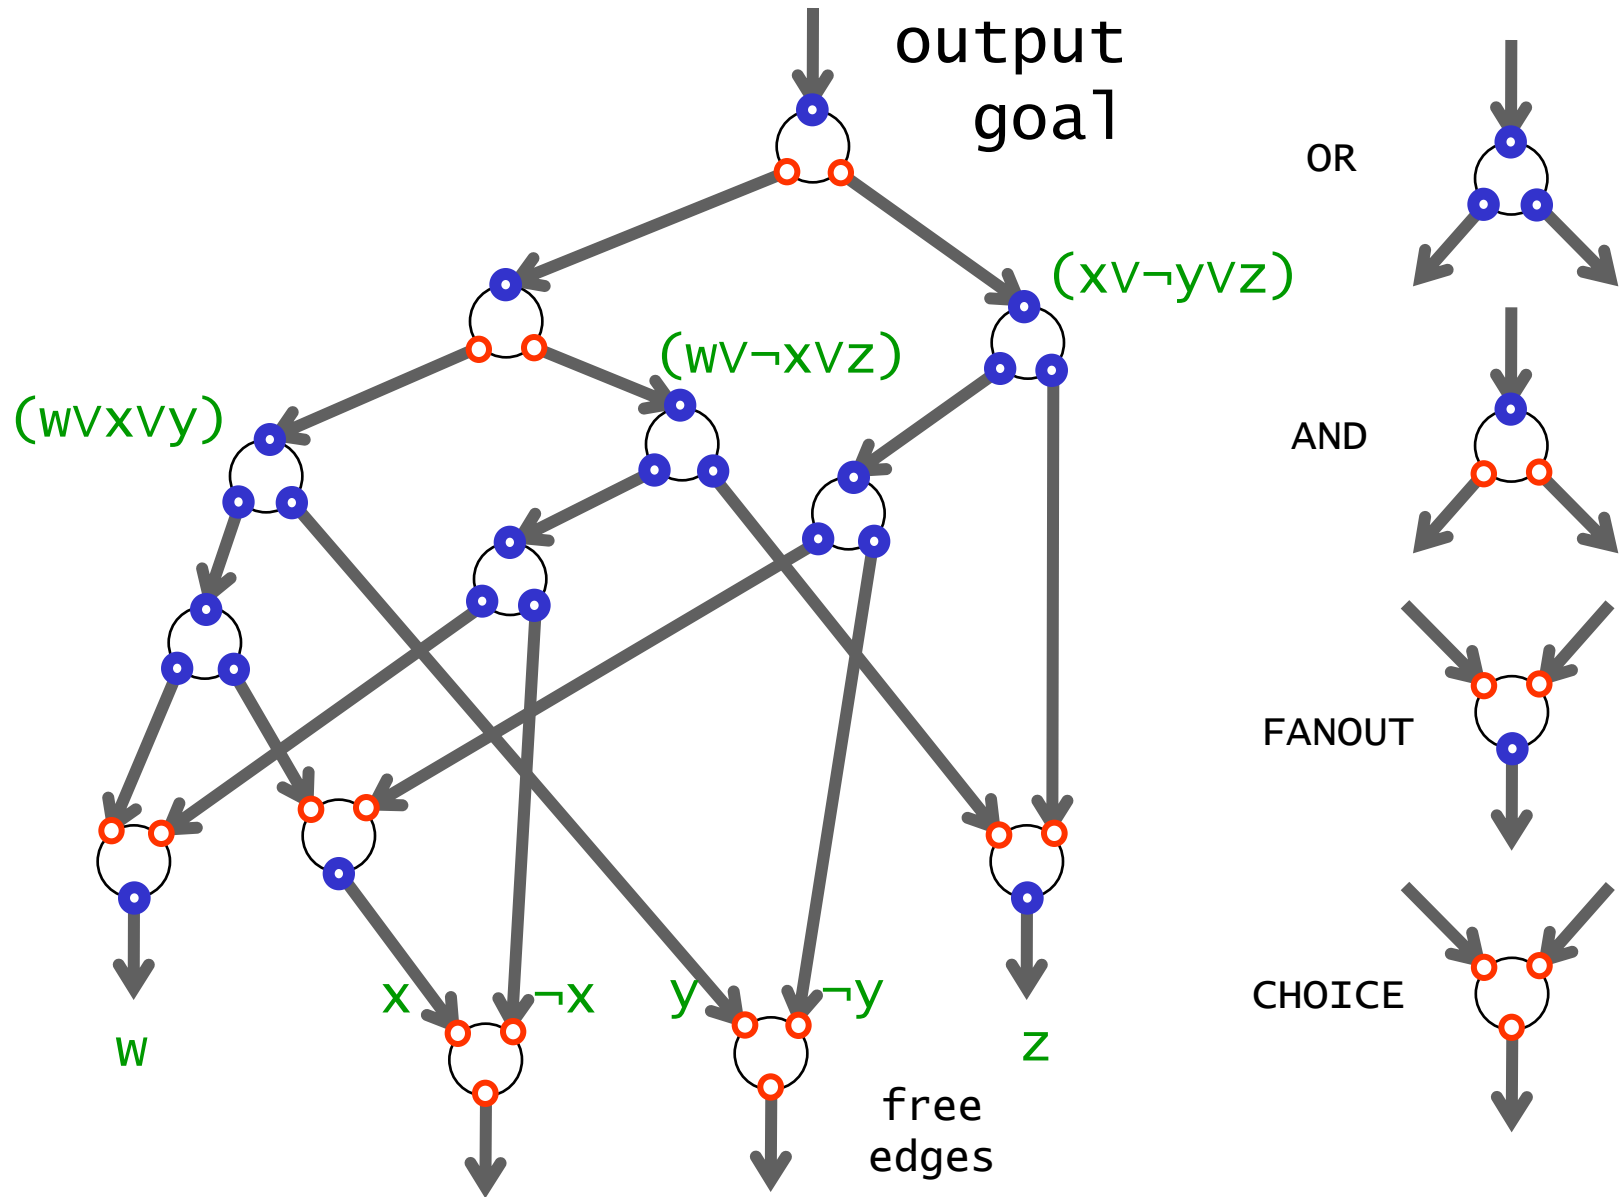 output
goal
OR
(x∨¬y∨z)
(w∨¬x∨z)
(w∨x∨y)
AND
FANOUT
x
¬x
y
¬y
CHOICE
w
z
free
edges